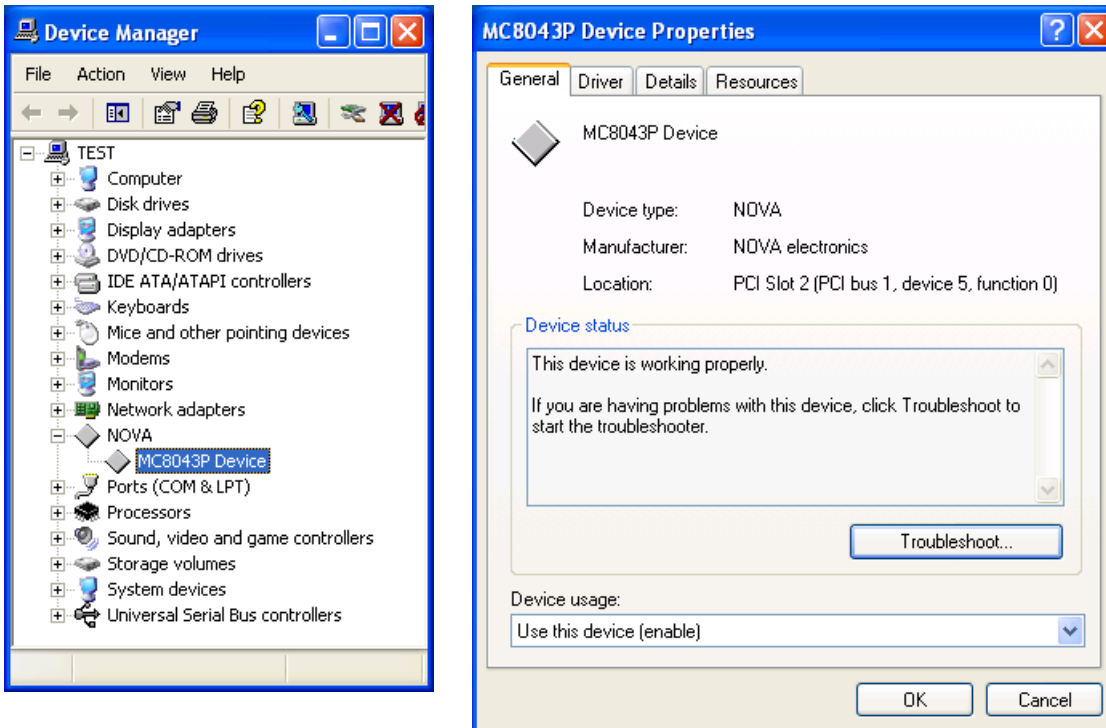 Device Manager
File Action View Help
TEST
Computer
Disk drives
Display adapters
DVD/CD-ROM drives
IDE ATA/ATAPI controllers
Keyboards
Mice and other pointing devices
Modems
Monitors
Network adapters
NOVA
MC8043P Device
Ports (COM & LPT)
Processors
Sound, video and game controllers
Storage volumes
System devices
Universal Serial Bus controllers
MC8043P Device Properties
General Driver Details Resources
MC8043P Device
Device type: NOVA
Manufacturer: NOVA electronics
Location: PCI Slot 2 (PCI bus 1, device 5, function 0)
Device status
This device is working properly.
If you are having problems with this device, click Troubleshoot to
start the troubleshooter.
Troubleshoot...
Device usage:
Use this device (enable)
OK Cancel